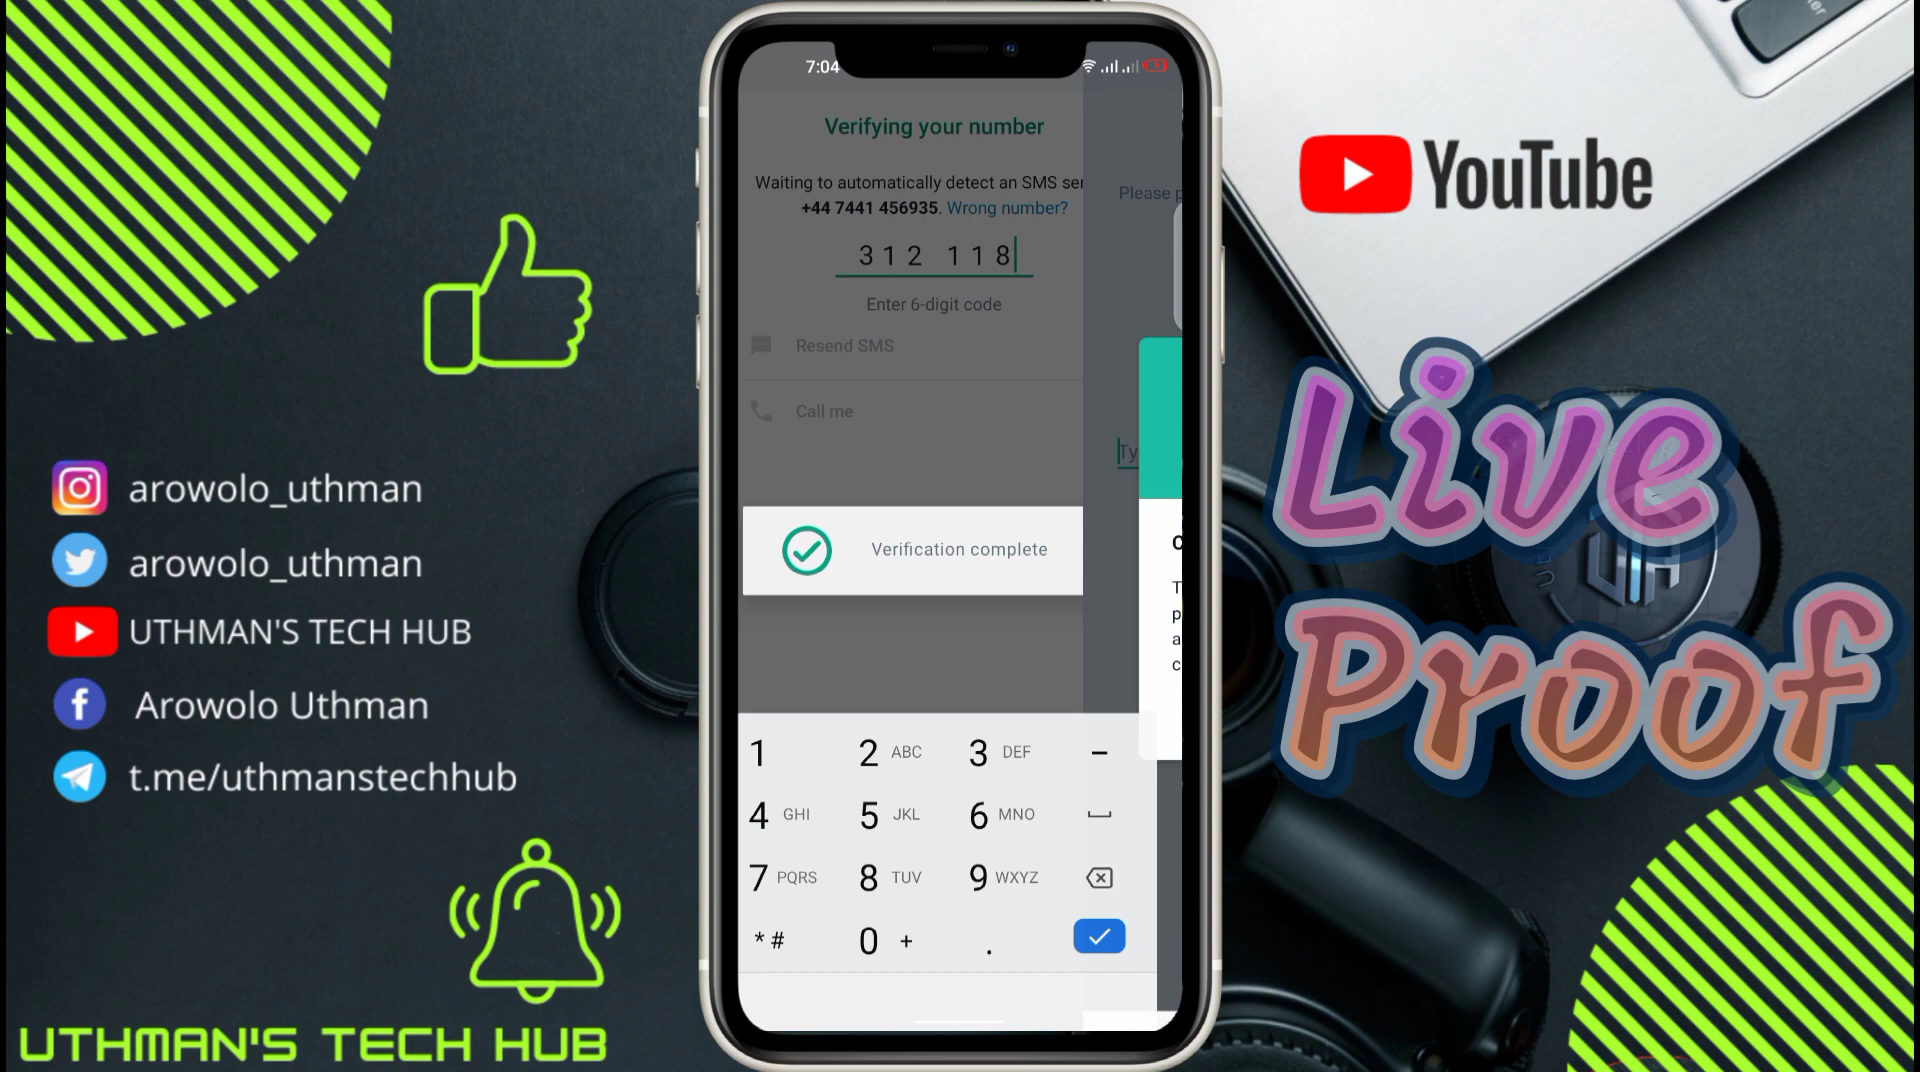 7:04
Verifying your number
Waiting to automatically detect an SMS ser
+44 7441 456935. Wrong number?
312 118
Enter 6-digit code
Resend SMS
Call me
Please p
Ty
Verification complete
1
2 ABC
3 DEF
-
4 GHI
5 JKL
6 MNO
7 PQRS
8 TUV
9 WXYZ
* #
0 +
.
YouTube
Live
Proof
arowolo_uthman
arowolo_uthman
UTHMAN'S TECH HUB
Arowolo Uthman
t.me/uthmanstechhub
UTHMAN'S TECH HUB